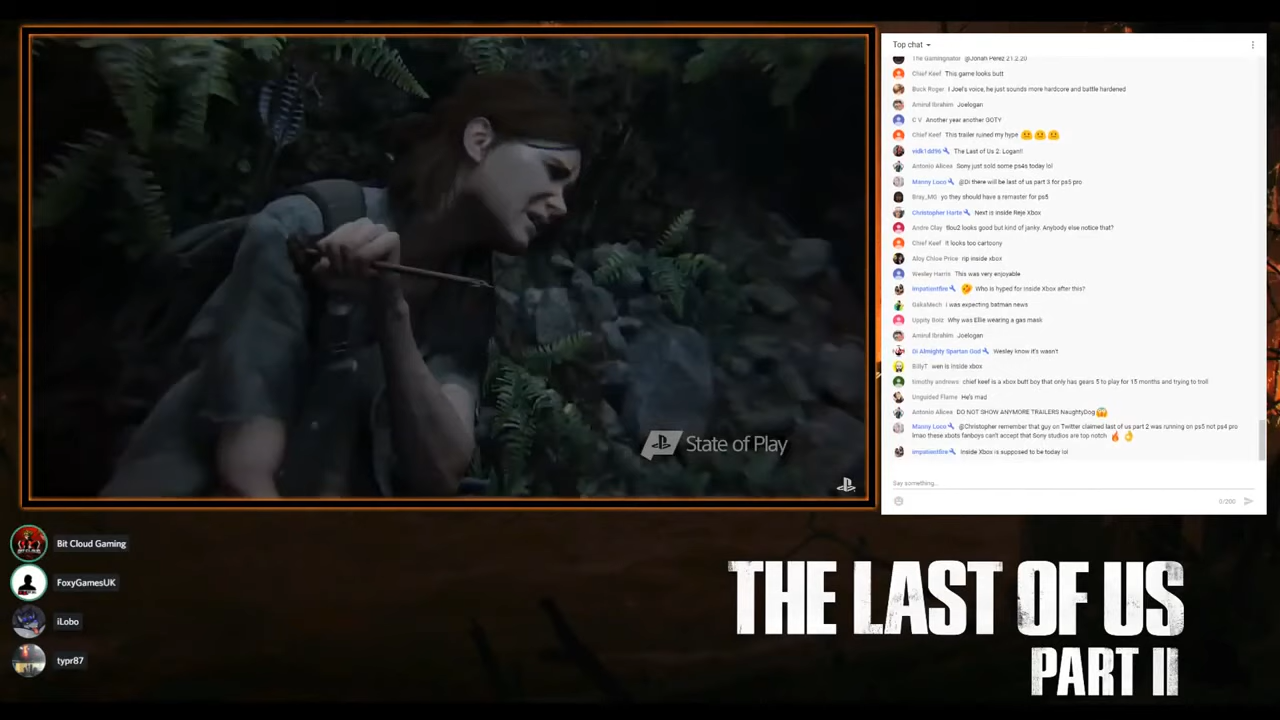 State of Play
Top chat
The Gamingnator @Jonah Perez 21.2.20
Chief Keef This game looks butt
Buck Roger I Joel's voice, he just sounds more hardcore and battle hardened
Amirul Ibrahim Joelogan
C V Another year another GOTY
Chief Keef This trailer ruined my hype
vidk1dd96 The Last of Us 2: Logan!!
Antonio Alicea Sony just sold some ps4s today lol
Manny Loco @Di there will be last of us part 3 for ps5 pro
Bray_M0 yo they should have a remaster for ps5
Christopher Harte Next is inside Reje Xbox
Andre Clay tlou2 looks good but kind of janky. Anybody else notice that?
Chief Keef It looks too cartoony
Aloy Chloe Price rip inside xbox
Wesley Harris This was very enjoyable
impatientfire Who is hyped for Inside Xbox after this?
GakaMech i was expecting batman news
Uppity Boiz Why was Ellie wearing a gas mask
Amirul Ibrahim Joelogan
Di Almighty Spartan God Wesley know it's wasn't
BillyT wen is inside xbox
timothy andrews chief keef is a xbox butt boy that only has gears 5 to play for 15 months and trying to troll
Unguided Flame He's mad
Antonio Alicea DO NOT SHOW ANYMORE TRAILERS NaughtyDog
Manny Loco @Christopher remember that guy on Twitter claimed last of us part 2 was running on ps5 not ps4 pro
lmao these xbots fanboys can't accept that Sony studios are top notch
impatientfire Inside Xbox is supposed to be today lol
Say something...
0/200
Bit Cloud Gaming
FoxyGamesUK
iLobo
typr87
THE LAST OF US
PART II